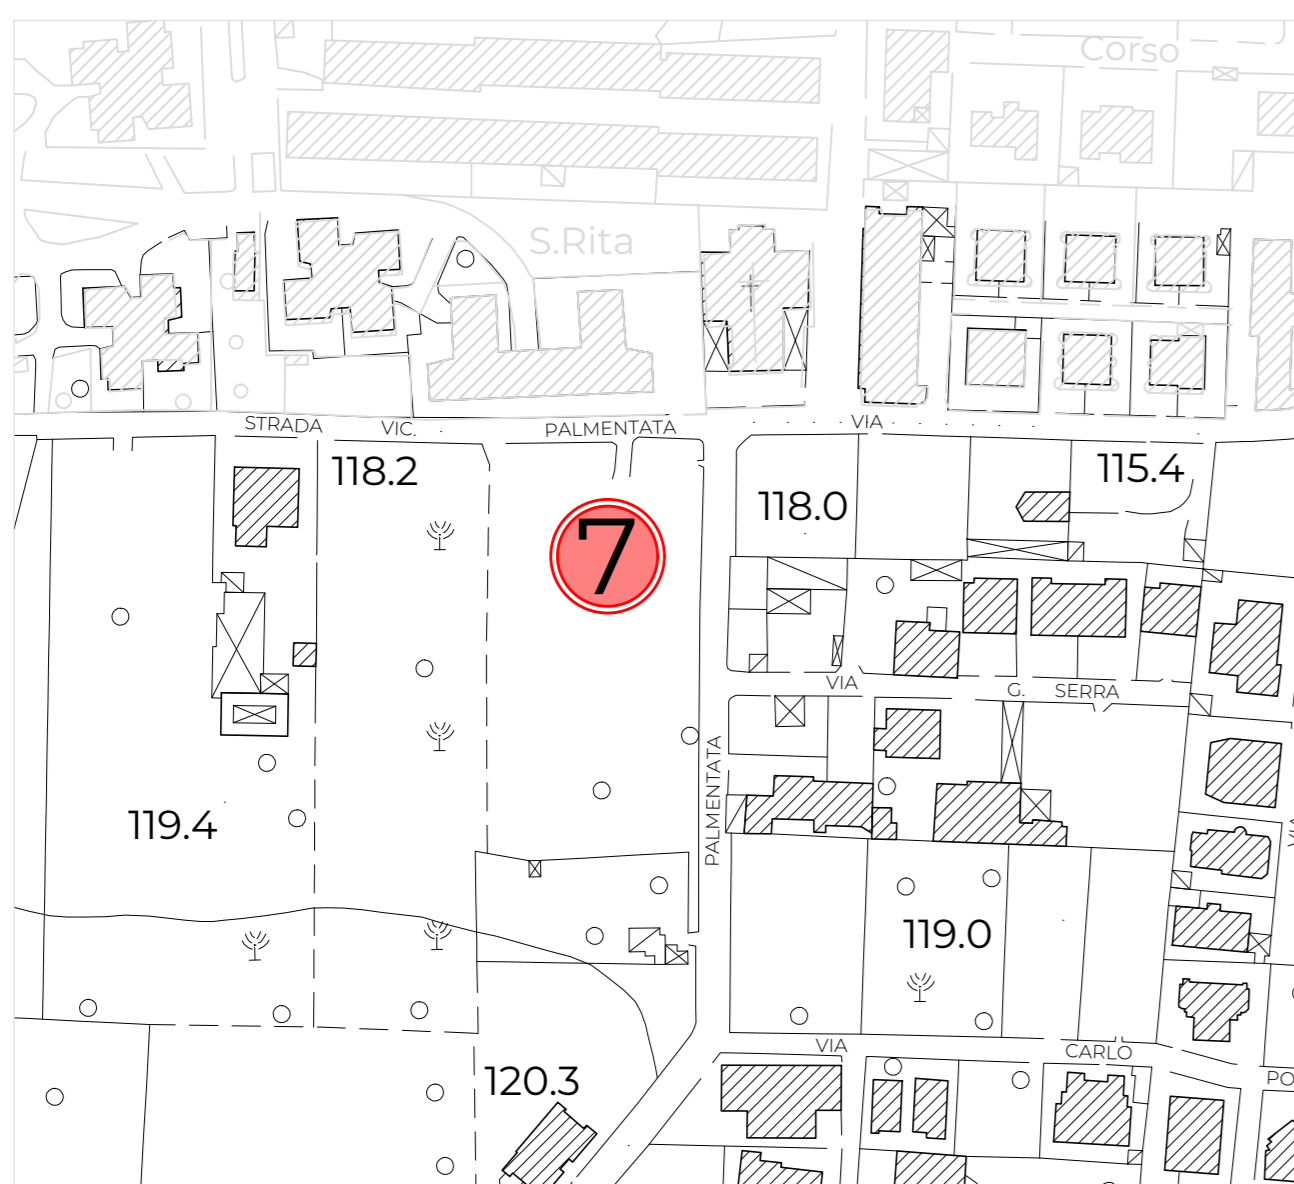 Corso
S.Rita
STRADA VIC. PALMENTATA VIA
118.2
115.4
118.0
7
VIA G. SERRA
PALMENTATA
119.4
119.0
VIA CARLO PO
120.3